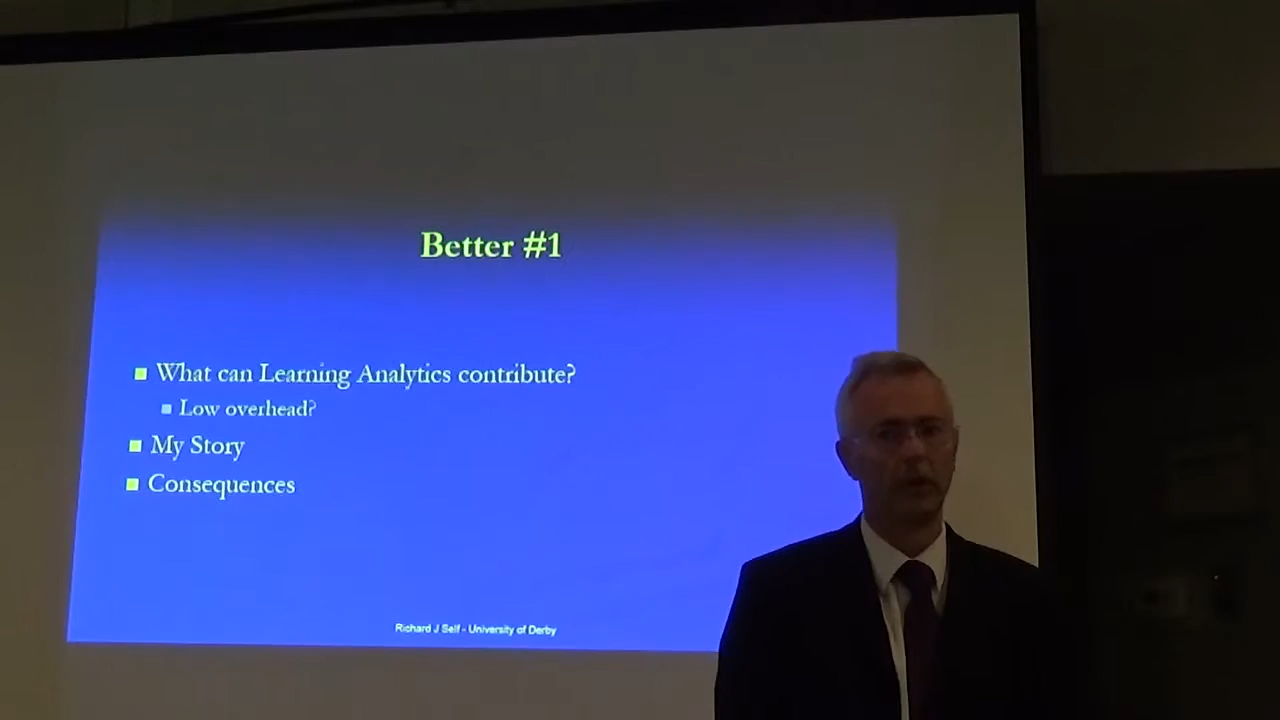 Better #1
What can Learning Analytics contribute?
Low overhead?
My Story
Consequences
Richard J Self - University of Derby